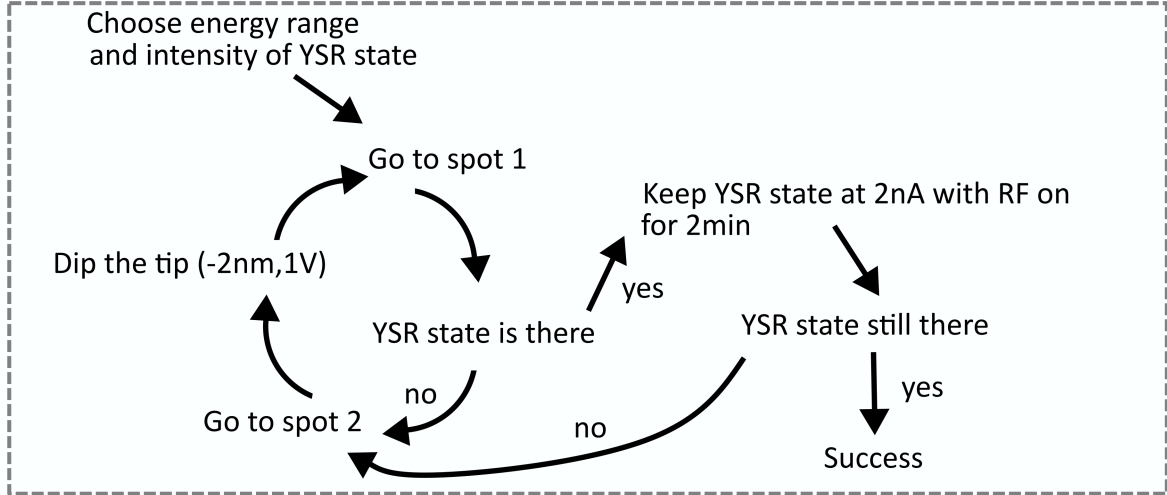 Choose energy range
and intensity of YSR state
Go to spot 1
Keep YSR state at 2nA with RF on
for 2min
Dip the tip (-2nm,1V)
yes
YSR state is there
YSR state still there
no
yes
Go to spot 2
no
Success